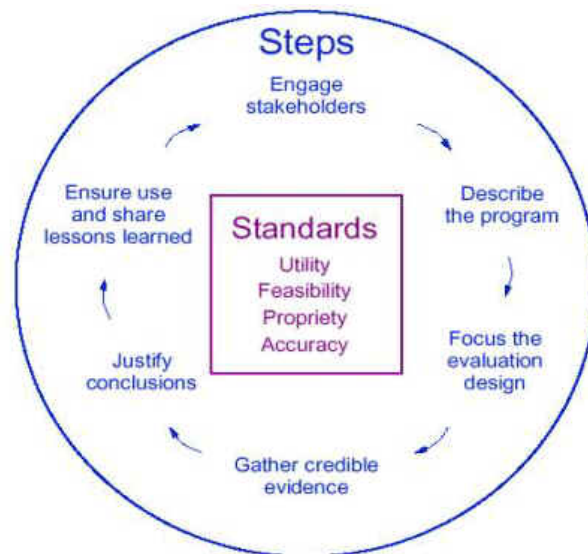 Steps
Engage
stakeholders
Describe
the program
Focus the
evaluation
design
Gather credible
evidence
Justify
conclusions
Ensure use
and share
lessons learned
Standards
Utility
Feasibility
Propriety
Accuracy